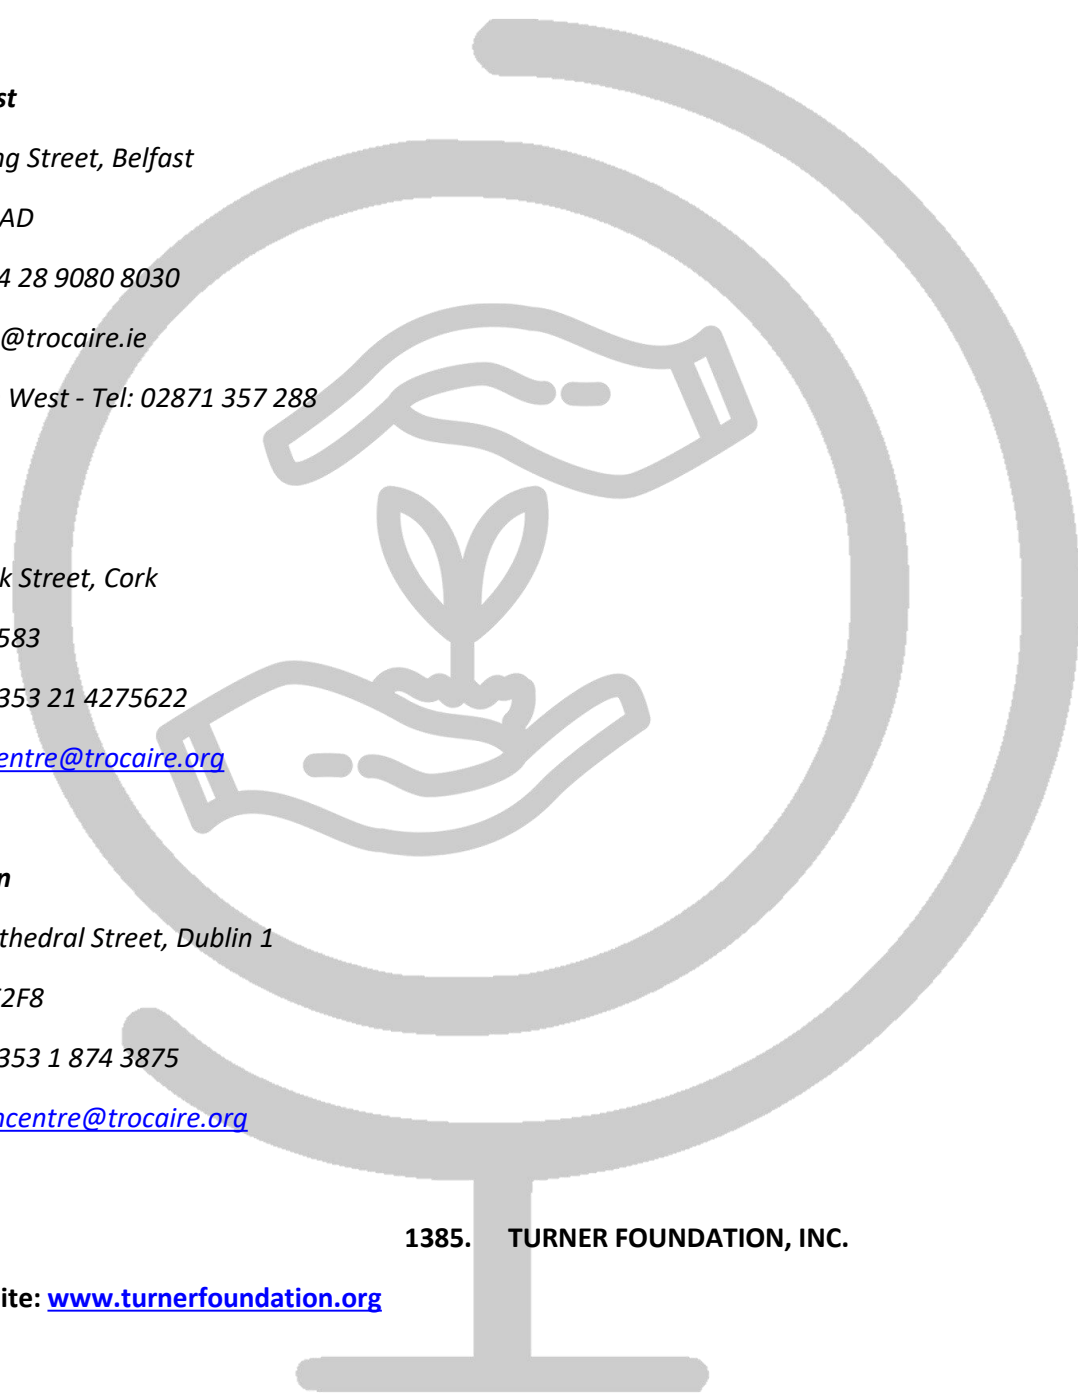 st
ng Street, Belfast
AD
4 28 9080 8030
@trocaire.ie
West - Tel: 02871 357 288
k Street, Cork
583
353 21 4275622
entre@trocaire.org
n
thedral Street, Dublin 1
2F8
353 1 874 3875
ncentre@trocaire.org
1385. TURNER FOUNDATION, INC.
ite: www.turnerfoundation.org